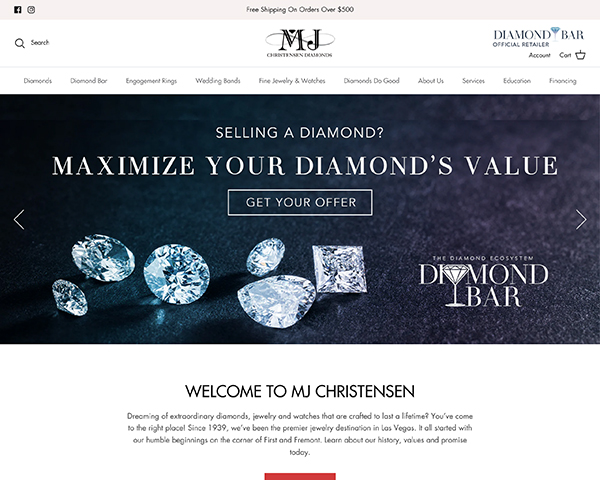 Free Shipping On Orders Over $500
Search
MJ
CHRISTENSEN DIAMONDS
DIAMOND BAR
OFFICIAL RETAILER
Account Cart
Diamonds Diamond Bar Engagement Rings Wedding Bands Fine Jewelry & Watches Diamonds Do Good About Us Services Education Financing
SELLING A DIAMOND?
MAXIMIZE YOUR DIAMOND'S VALUE
GET YOUR OFFER
THE DIAMOND ECOSYSTEM
DIAMOND
BAR
WELCOME TO MJ CHRISTENSEN
Dreaming of extraordinary diamonds, jewelry and watches that are crafted to last a lifetime? You've come
to the right place! Since 1939, we've been the premier jewelry destination in Las Vegas. It all started with
our humble beginnings on the corner of First and Fremont. Learn about our history, values and promise
today.